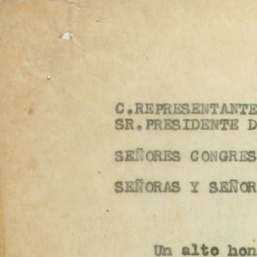 C.REPRESENTANTE
SR.PRESIDENTE D
SEÑORES CONGRES
SEÑORAS Y SEÑOR
Un alto hon